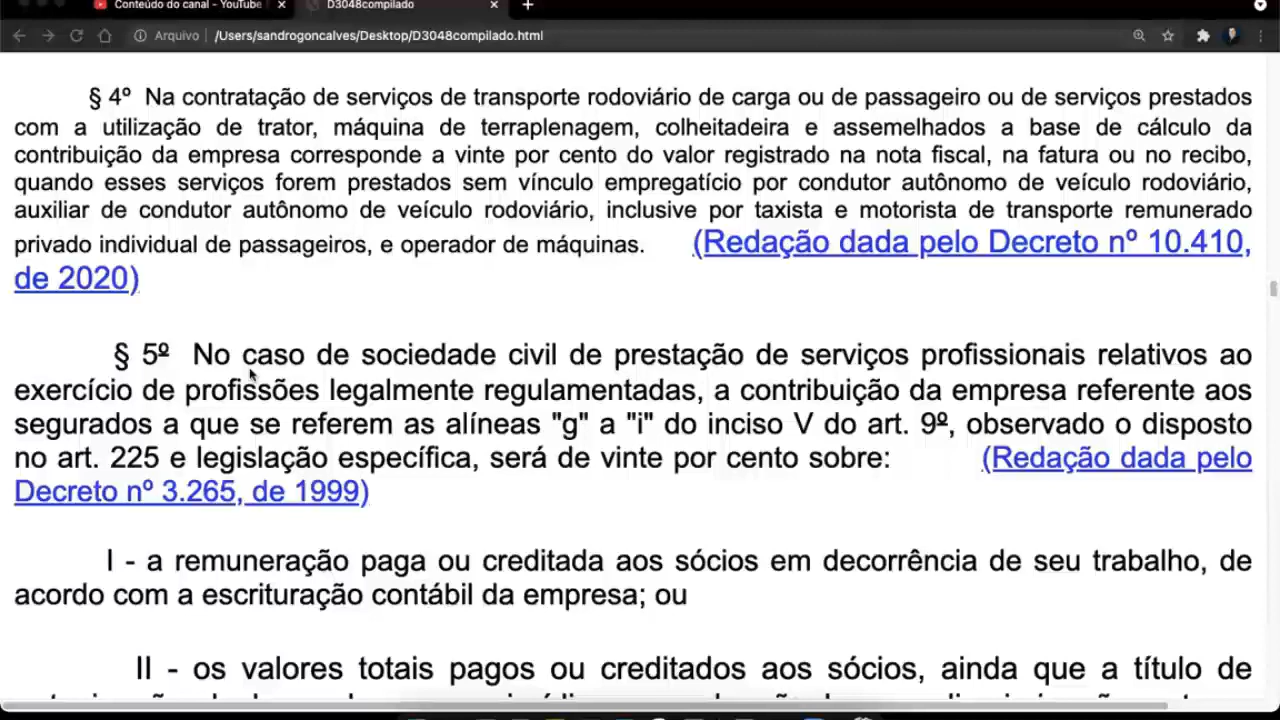 Conteúdo do canal - YouTube
D3048compilado
Arquivo /Users/sandrogoncalves/Desktop/D3048compilado.html
§ 4º Na contratação de serviços de transporte rodoviário de carga ou de passageiro ou de serviços prestados
com a utilização de trator, máquina de terraplenagem, colheitadeira e assemelhados a base de cálculo da
contribuição da empresa corresponde a vinte por cento do valor registrado na nota fiscal, na fatura ou no recibo,
quando esses serviços forem prestados sem vínculo empregatício por condutor autônomo de veículo rodoviário,
auxiliar de condutor autônomo de veículo rodoviário, inclusive por taxista e motorista de transporte remunerado
privado individual de passageiros, e operador de máquinas. (Redação dada pelo Decreto nº 10.410,
de 2020)
§ 5º No caso de sociedade civil de prestação de serviços profissionais relativos ao
exercício de profissões legalmente regulamentadas, a contribuição da empresa referente aos
segurados a que se referem as alíneas "g" a "i" do inciso V do art. 9º, observado o disposto
no art. 225 e legislação específica, será de vinte por cento sobre: (Redação dada pelo
Decreto nº 3.265, de 1999)
I - a remuneração paga ou creditada aos sócios em decorrência de seu trabalho, de
acordo com a escrituração contábil da empresa; ou
II - os valores totais pagos ou creditados aos sócios, ainda que a título de